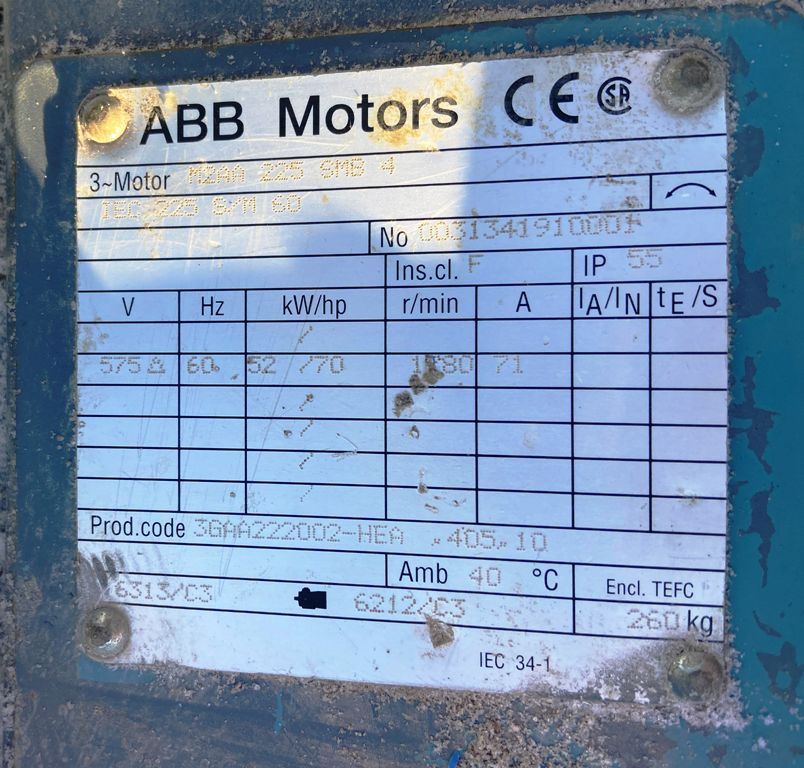 ABB Motors CE SA
3~Motor M2AA 225 SMB 4
IEC 225 S/M 60
No
Ins.cl. F IP 55
V Hz kW/hp r/min A IA/IN tE/S
/
575 △ 60 52 /70 71
/
/
/
/
Prod.code 3GAA222002-HEA ,405,10
Amb 40 °C Encl. TEFC
6313/C3 6212/C3 260 kg
IEC 34-1